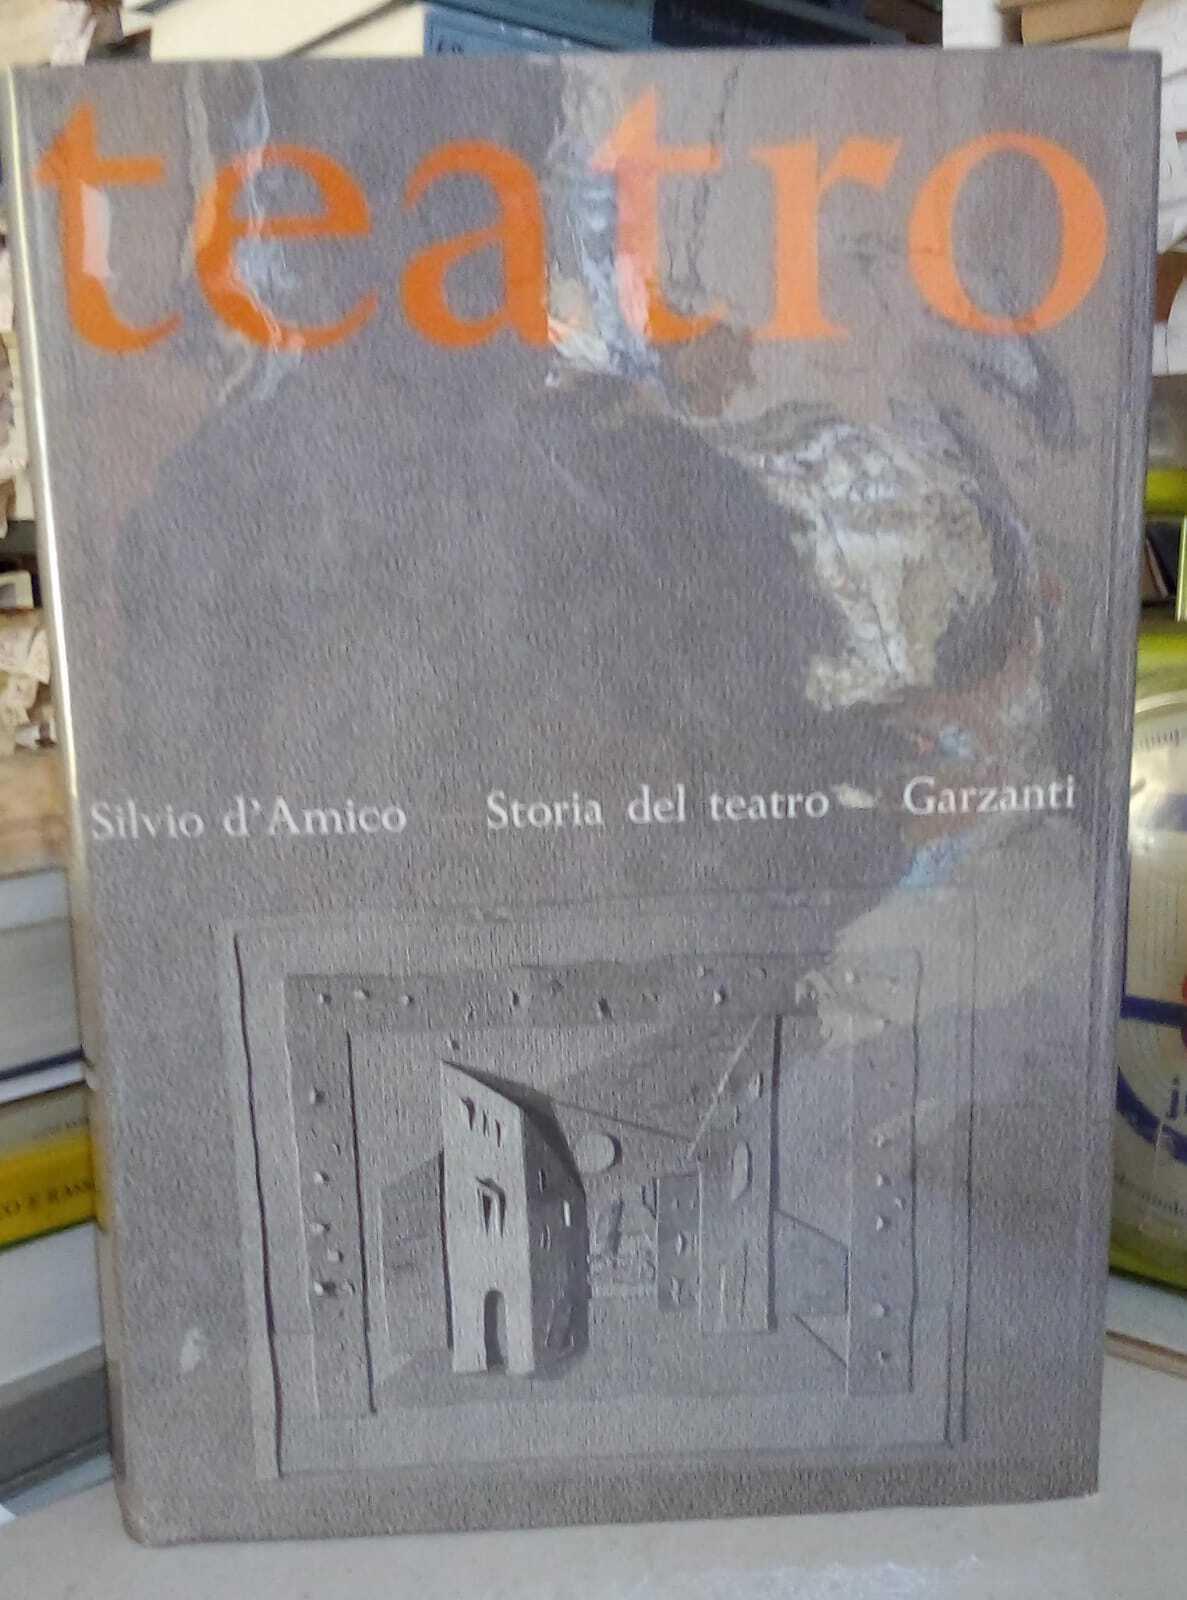 teatro
Silvio d'Amico Storia del teatro Garzanti